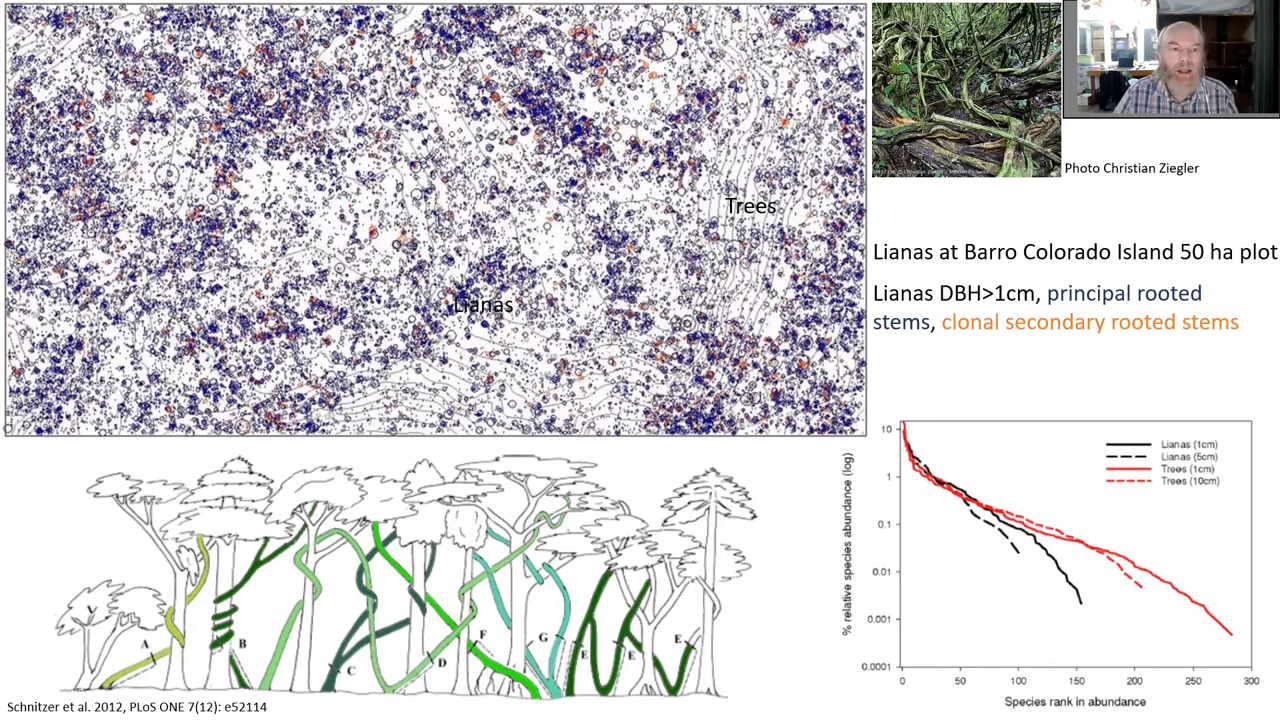 Trees
Lianas
Photo Christian Ziegler
Lianas at Barro Colorado Island 50 ha plot
Lianas DBH>1cm, principal rooted
stems, clonal secondary rooted stems
A
B
C
D
F
G
E
E
E
Schnitzer et al. 2012, PLoS ONE 7(12): e52114
% relative species abundance (log)
10
1
0.1
0.01
0.001
0.0001
Lianas (1cm)
Lianas (5cm)
Trees (1cm)
Trees (10cm)
0
50
100
150
200
250
300
Species rank in abundance